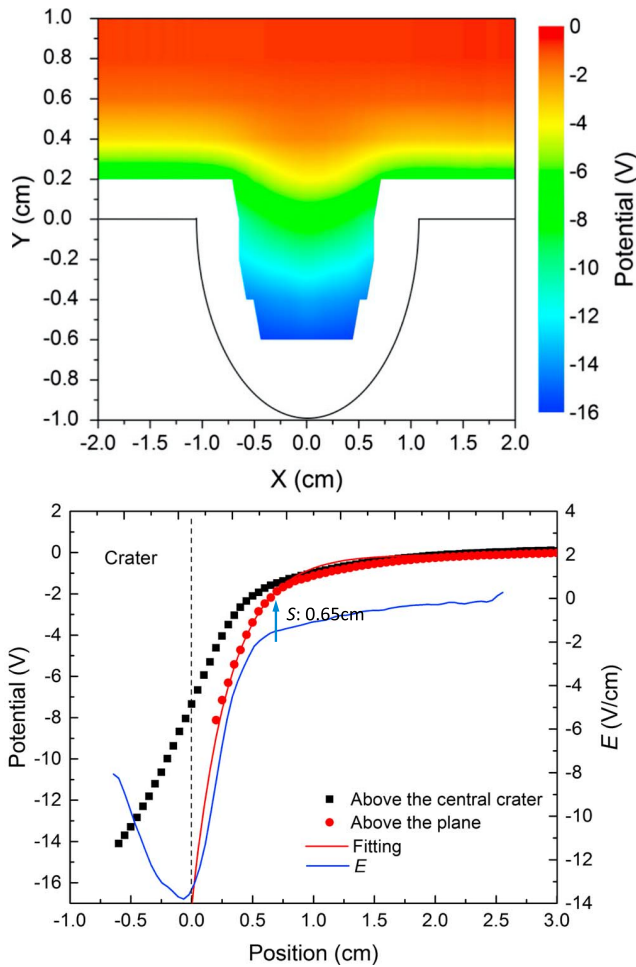 1.0
0.8
0.6
0.4
0.2
0.0
-0.2
-0.4
-0.6
-0.8
-1.0
Y (cm)
-2.0 -1.5 -1.0 -0.5 0.0 0.5 1.0 1.5 2.0
X (cm)
0
-2
-4
-6
-8
-10
-12
-14
-16
Potential (V)
2
0
-2
-4
-6
-8
-10
-12
-14
-16
Potential (V)
Crater
S: 0.65cm
Above the central crater
Above the plane
Fitting
E
4
2
0
-2
-4
-6
-8
-10
-12
-14
E (V/cm)
-1.0 -0.5 0.0 0.5 1.0 1.5 2.0 2.5 3.0
Position (cm)